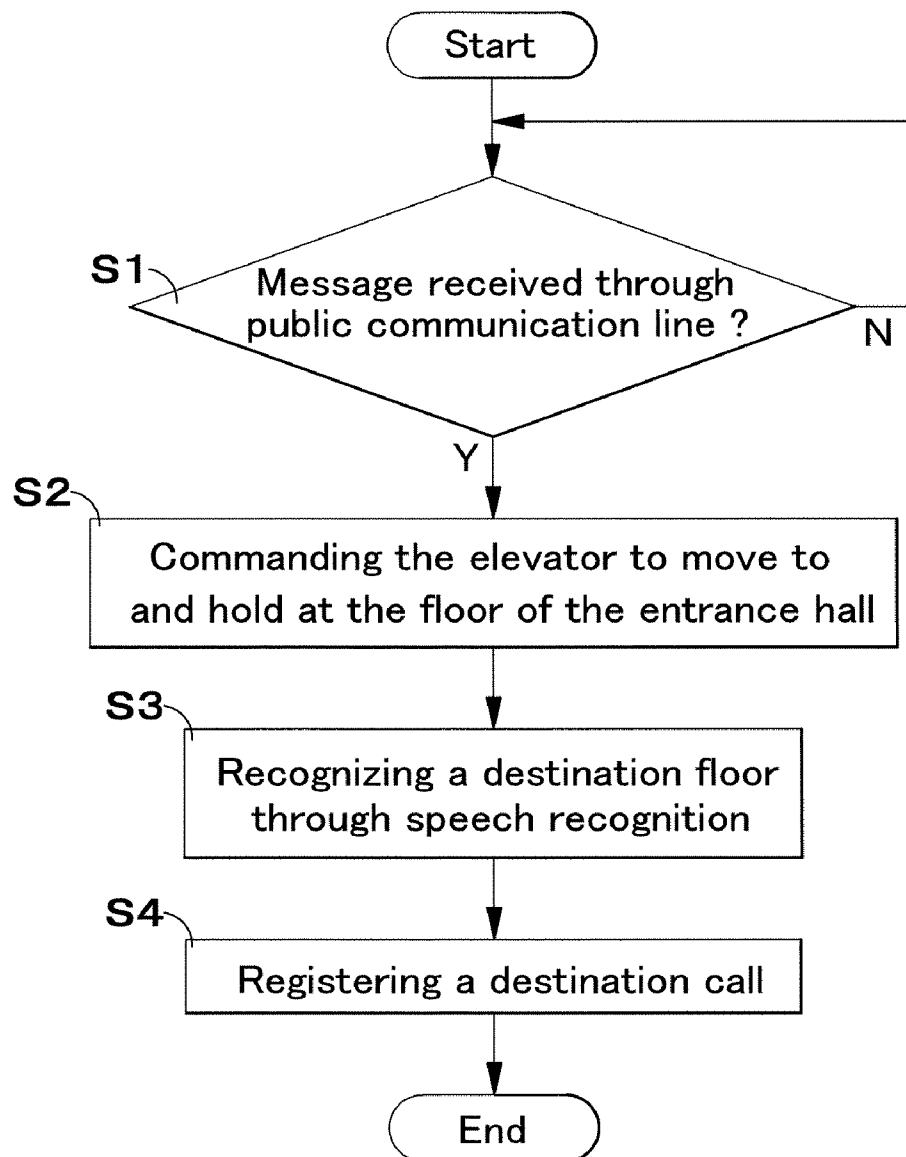 Start
S1
Message received through
public communication line ?
N
Y
S2
Commanding the elevator to move to
and hold at the floor of the entrance hall
S3
Recognizing a destination floor
through speech recognition
S4
Registering a destination call
End